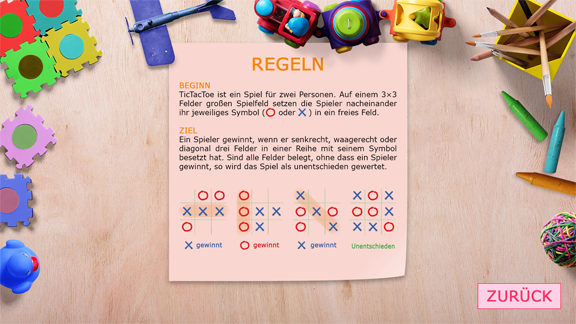 REGELN
BEGINN
TicTacToe ist ein Spiel für zwei Personen. Auf einem 3×3
Felder großen Spielfeld setzen die Spieler nacheinander
ihr jeweiliges Symbol (O oder X) in ein freies Feld.
ZIEL
Ein Spieler gewinnt, wenn er senkrecht, waagerecht oder
diagonal drei Felder in einer Reihe mit seinem Symbol
besetzt hat. Sind alle Felder belegt, ohne dass ein Spieler
gewinnt, so wird das Spiel als unentschieden gewertet.
X gewinnt
O gewinnt
X gewinnt
Unentschieden
ZURÜCK